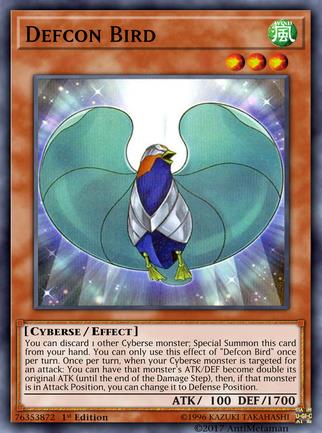 Defcon Bird
WIND
風
[Cyberse / Effect]
You can discard 1 other Cyberse monster; Special Summon this card
from your hand. You can only use this effect of "Defcon Bird" once
per turn. Once per turn, when your Cyberse monster is targeted for
an attack: You can have that monster's ATK/DEF become double its
original ATK (until the end of the Damage Step), then, if that monster
is in Attack Position, you can change it to Defense Position.
ATK/ 100 DEF/1700
76353872 1st Edition ©1996 KAZUKI TAKAHASHI
©2017 AntiMetaman